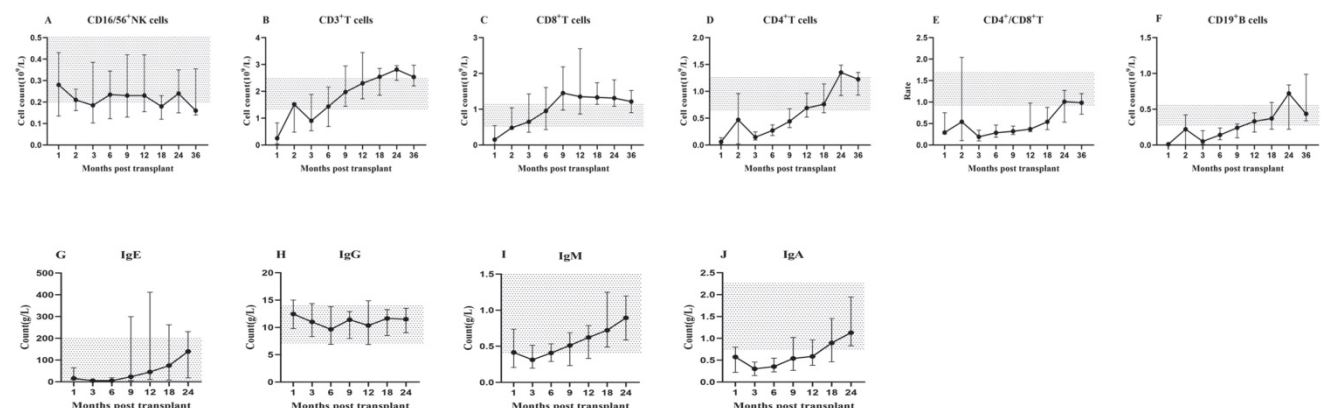 A CD16/56⁺NK cells
Cell count(10⁹/L)
0.5
0.4
0.3
0.2
0.1
0.0
1 2 3 6 9 12 18 24 36
Months post transplant
B CD3⁺T cells
Cell count(10⁹/L)
4
3
2
1
0
1 2 3 6 9 12 18 24 36
Months post transplant
C CD8⁺T cells
Cell count(10⁹/L)
3
2
1
0
1 2 3 6 9 12 18 24 36
Months post transplant
D CD4⁺T cells
Cell count(10⁹/L)
2.0
1.5
1.0
0.5
0.0
1 2 3 6 9 12 18 24 36
Months post transplant
E CD4⁺/CD8⁺T
Rate
2.5
2.0
1.5
1.0
0.5
0.0
1 2 3 6 9 12 18 24 36
Months post transplant
F CD19⁺B cells
Cell count(10⁹/L)
1.5
1.0
0.5
0.0
1 2 3 6 9 12 18 24 36
Months post transplant
G IgE
Count(g/L)
500
400
300
200
100
0
1 3 6 9 12 18 24
Months post transplant
H IgG
Count(g/L)
20
15
10
5
0
1 3 6 9 12 18 24
Months post transplant
I IgM
Count(g/L)
1.5
1.0
0.5
0.0
1 3 6 9 12 18 24
Months post transplant
J IgA
Count(g/L)
2.5
2.0
1.5
1.0
0.5
0.0
1 3 6 9 12 18 24
Months post transplant